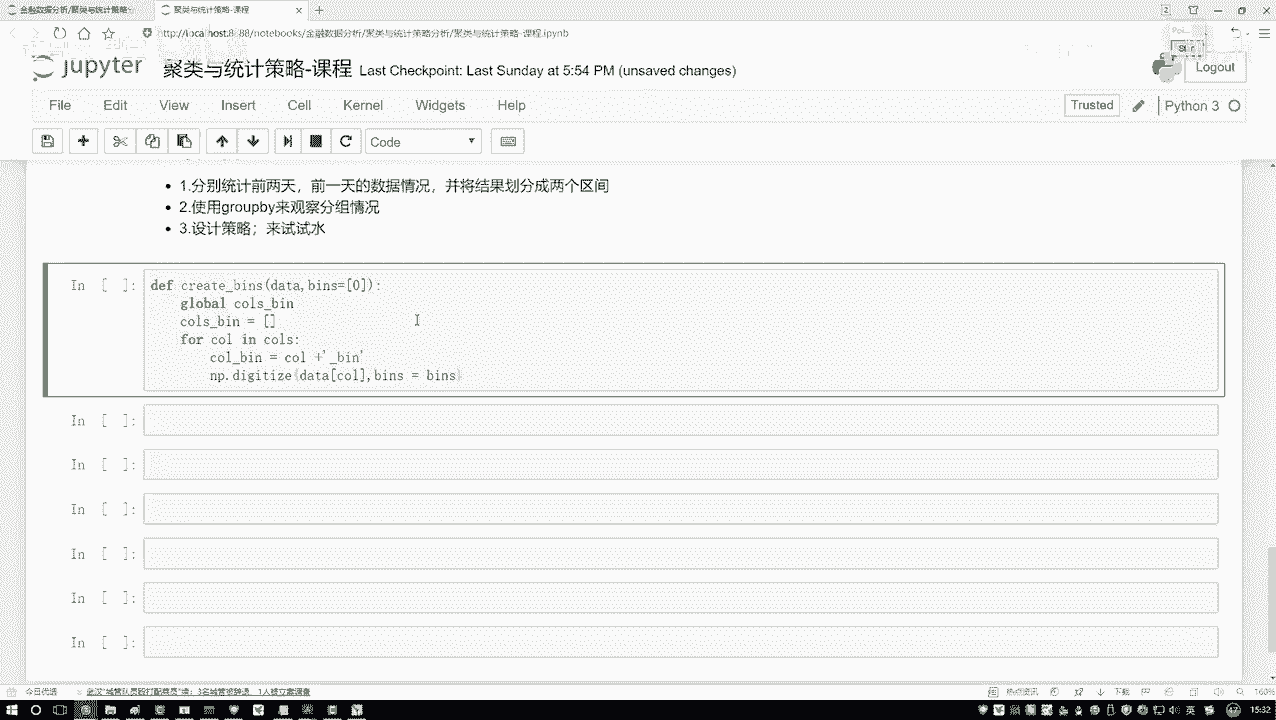 金融数据分析/聚类与统计策略
聚类与统计策略-课程
http://localhost:8888/notebooks/金融数据分析/聚类与统计策略分析/聚类与统计策略-课程.ipynb
jupyter 聚类与统计策略-课程 Last Checkpoint: Last Sunday at 5:54 PM (unsaved changes)
Logout
File Edit View Insert Cell Kernel Widgets Help
Trusted Python 3
Code
1.分别统计前两天，前一天的数据情况，并将结果划分成两个区间
2.使用groupby来观察分组情况
3.设计策略；来试试水
In [ ]:
def create_bins(data,bins=[0]):
global cols_bin
cols_bin = []
for col in cols:
col_bin = col +'_bin'
np.digitize(data[col],bins = bins)
In [ ]:
In [ ]:
In [ ]:
In [ ]:
In [ ]:
In [ ]:
今日优选
热点资讯
下载
160%
15:32